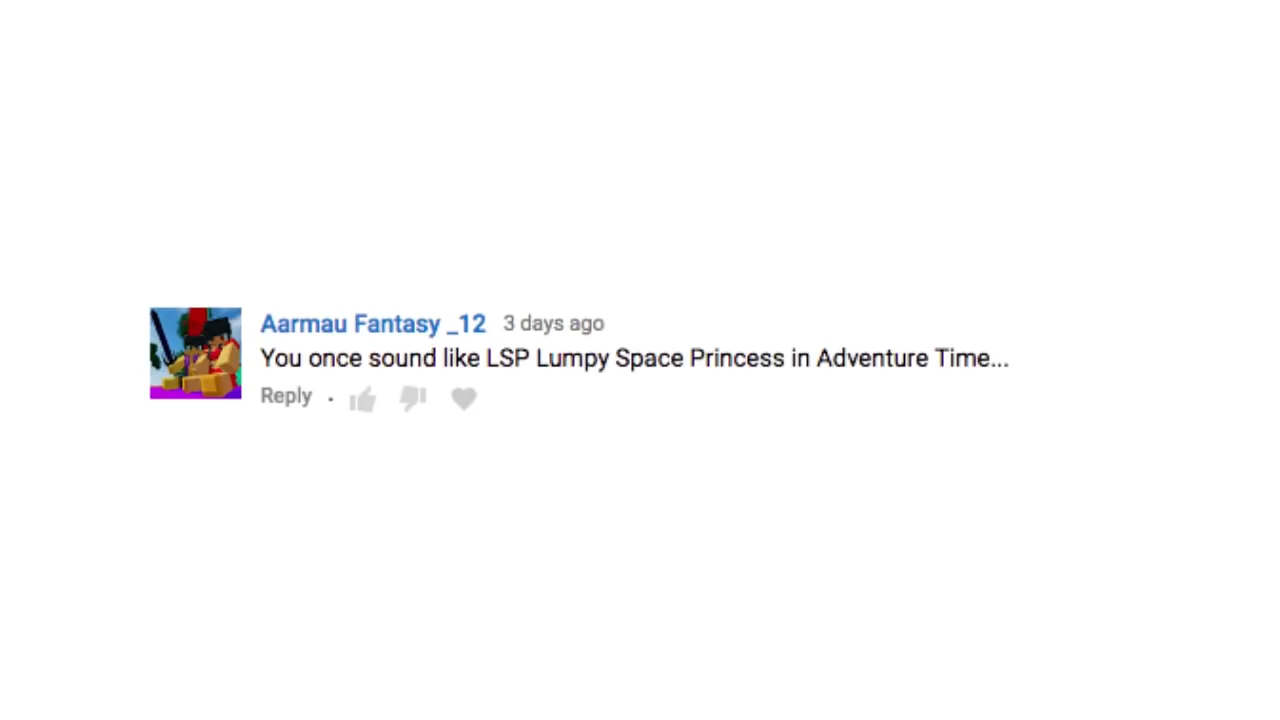 Aarmau Fantasy _12 3 days ago
You once sound like LSP Lumpy Space Princess in Adventure Time...
Reply ·